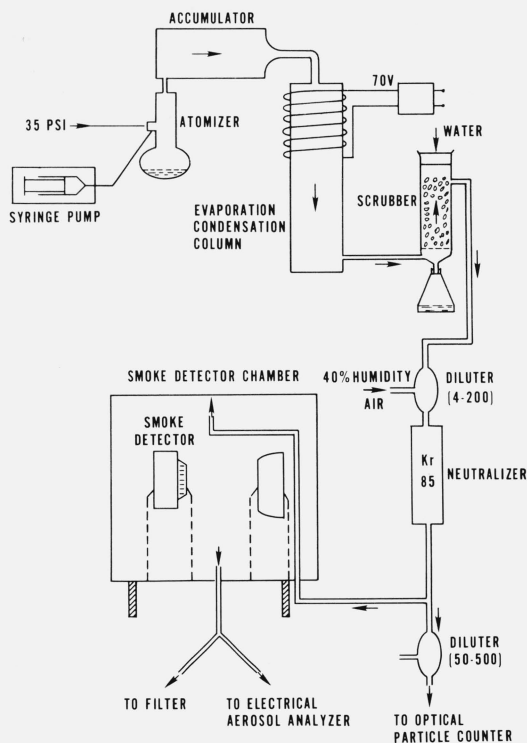 ACCUMULATOR
70V
35 PSI
ATOMIZER
WATER
SYRINGE PUMP
EVAPORATION
CONDENSATION
COLUMN
SCRUBBER
SMOKE DETECTOR CHAMBER
40% HUMIDITY
AIR
DILUTER
(4-200)
SMOKE
DETECTOR
Kr
85
NEUTRALIZER
DILUTER
(50-500)
TO FILTER
TO ELECTRICAL
AEROSOL ANALYZER
TO OPTICAL
PARTICLE COUNTER